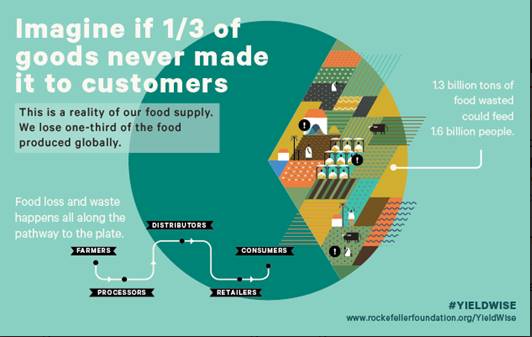 Imagine if 1/3 of
goods never made
it to customers
This is a reality of our food supply.
We lose one-third of the food
produced globally.
1.3 billion tons of
food wasted
could feed
1.6 billion people.
Food loss and waste
happens all along the
pathway to the plate.
FARMERS
PROCESSORS
DISTRIBUTORS
RETAILERS
CONSUMERS
#YIELDWISE
www.rockefellerfoundation.org/YieldWise